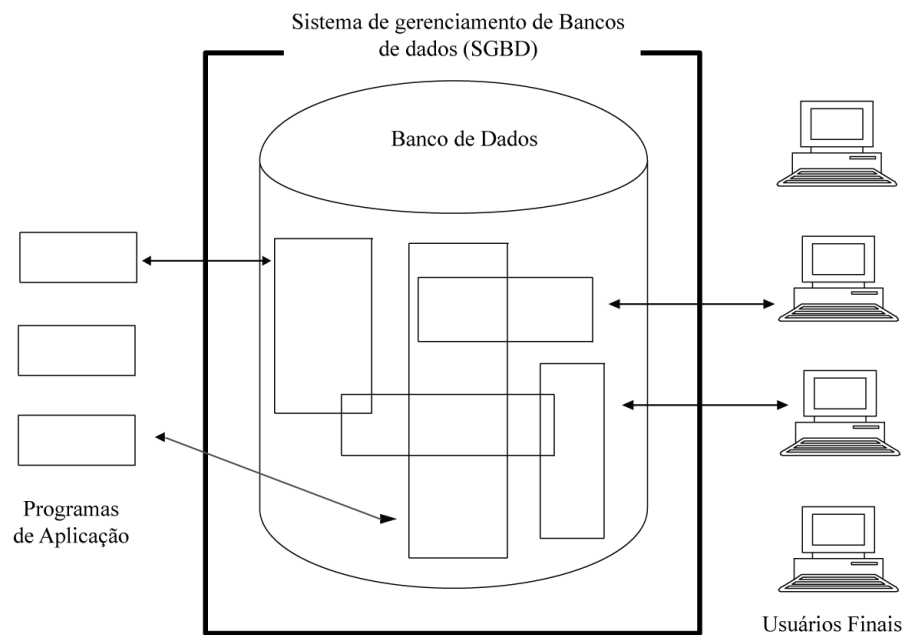 Sistema de gerenciamento de Bancos
de dados (SGBD)
Banco de Dados
Programas
de Aplicação
Usuários Finais